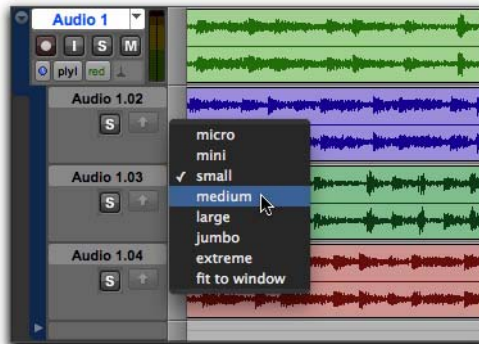 Audio 1
I S M
plyl red
Audio 1.02
S
Audio 1.03
S
Audio 1.04
S
micro
mini
✓ small
medium
large
jumbo
extreme
fit to window